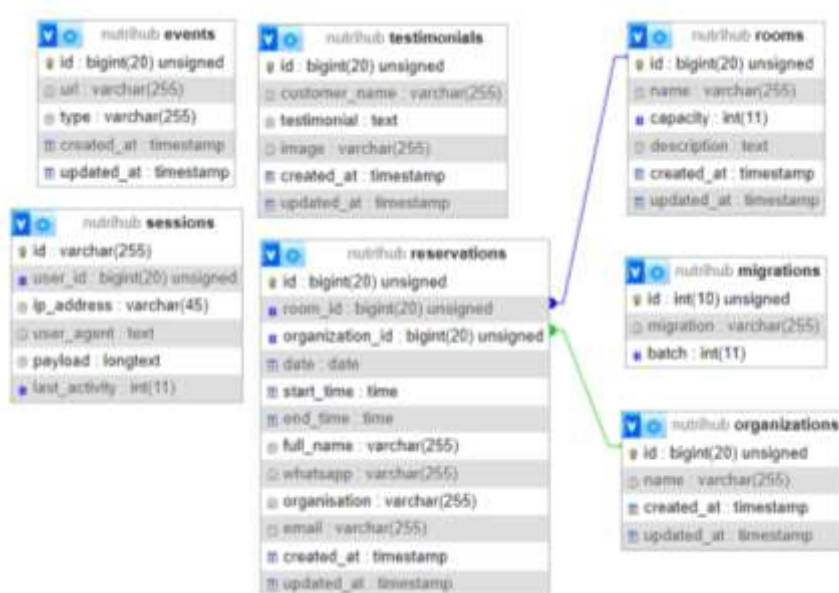 nutrihub events
id : bigint(20) unsigned
url : varchar(255)
type : varchar(255)
created_at : timestamp
updated_at : timestamp
nutrihub testimonials
id : bigint(20) unsigned
customer_name : varchar(255)
testimonial : text
image : varchar(255)
created_at : timestamp
updated_at : timestamp
nutrihub rooms
id : bigint(20) unsigned
name : varchar(255)
capacity : int(11)
description : text
created_at : timestamp
updated_at : timestamp
nutrihub sessions
id : varchar(255)
user_id : bigint(20) unsigned
ip_address : varchar(45)
user_agent : text
payload : longtext
last_activity : int(11)
nutrihub reservations
id : bigint(20) unsigned
room_id : bigint(20) unsigned
organization_id : bigint(20) unsigned
date : date
start_time : time
end_time : time
full_name : varchar(255)
whatsapp : varchar(255)
organisation : varchar(255)
email : varchar(255)
created_at : timestamp
updated_at : timestamp
nutrihub migrations
id : int(10) unsigned
migration : varchar(255)
batch : int(11)
nutrihub organizations
id : bigint(20) unsigned
name : varchar(255)
created_at : timestamp
updated_at : timestamp